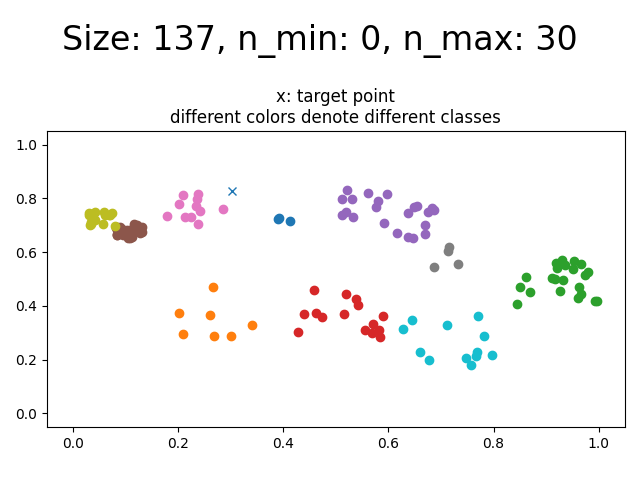 Size: 137, n_min: 0, n_max: 30
x: target point
different colors denote different classes
1.0
0.8
0.6
0.4
0.2
0.0
0.0 0.2 0.4 0.6 0.8 1.0